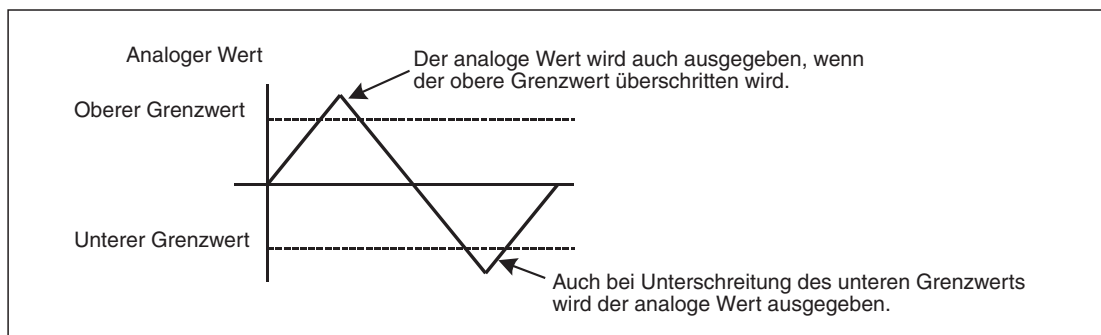 Analoger Wert
Der analoge Wert wird auch ausgegeben, wenn
der obere Grenzwert überschritten wird.
Oberer Grenzwert
Unterer Grenzwert
Auch bei Unterschreitung des unteren Grenzwerts
wird der analoge Wert ausgegeben.